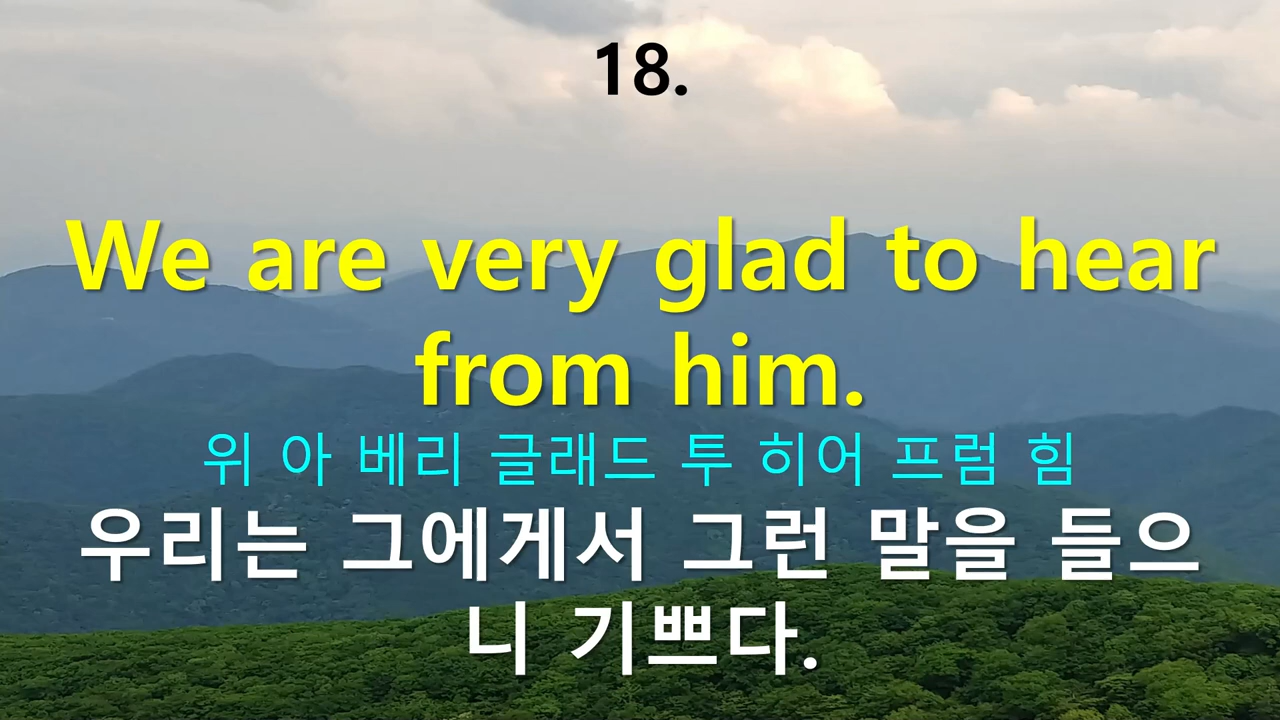 18.
We are very glad to hear
from him.
위 아 베리 글래드 투 히어 프럼 힘
우리는 그에게서 그런 말을 들으
니 기쁘다.